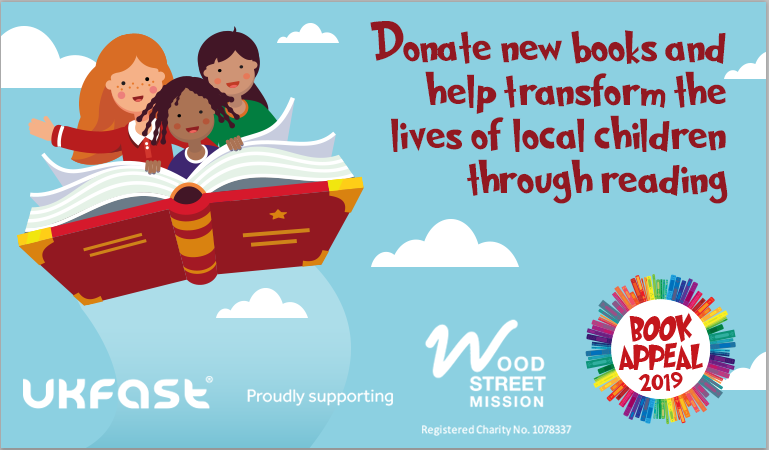 Donate new books and
help transform the
lives of local children
through reading
WOOD
STREET
MISSION
BOOK
APPEAL
2019
UKFAST®
Proudly supporting
Registered Charity No. 1078337